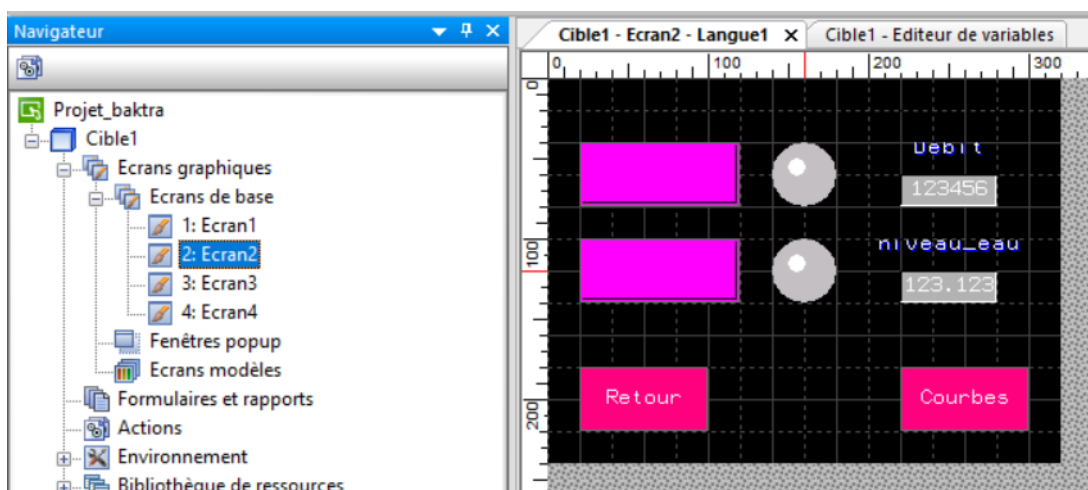 Navigateur
Projet_baktra
Cible1
Ecrans graphiques
Ecrans de base
1: Ecran1
2: Ecran2
3: Ecran3
4: Ecran4
Fenêtres popup
Ecrans modèles
Formulaires et rapports
Actions
Environnement
Bibliothèque de ressources
Cible1 - Ecran2 - Langue1
Cible1 - Editeur de variables
0 100 200 300
0
100
200
Débit
123456
niveau_eau
123.123
Retour
Courbes